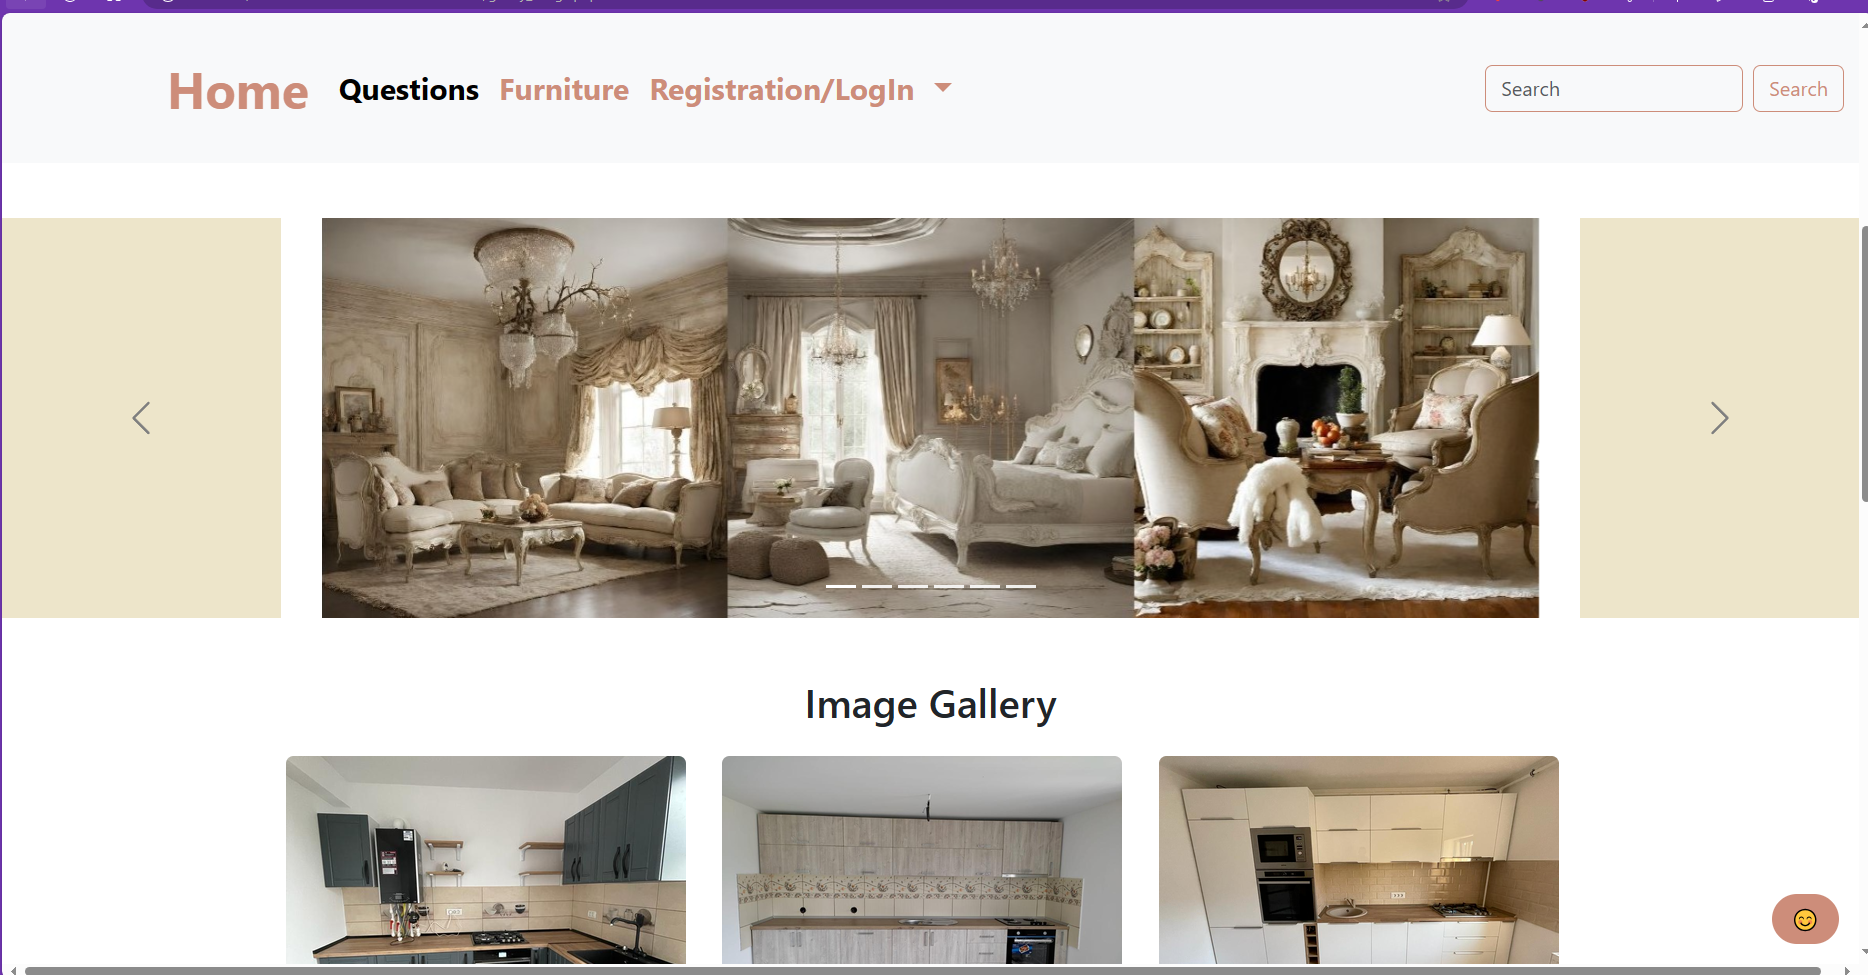 Home Questions Furniture Registration/LogIn Search Search
Image Gallery